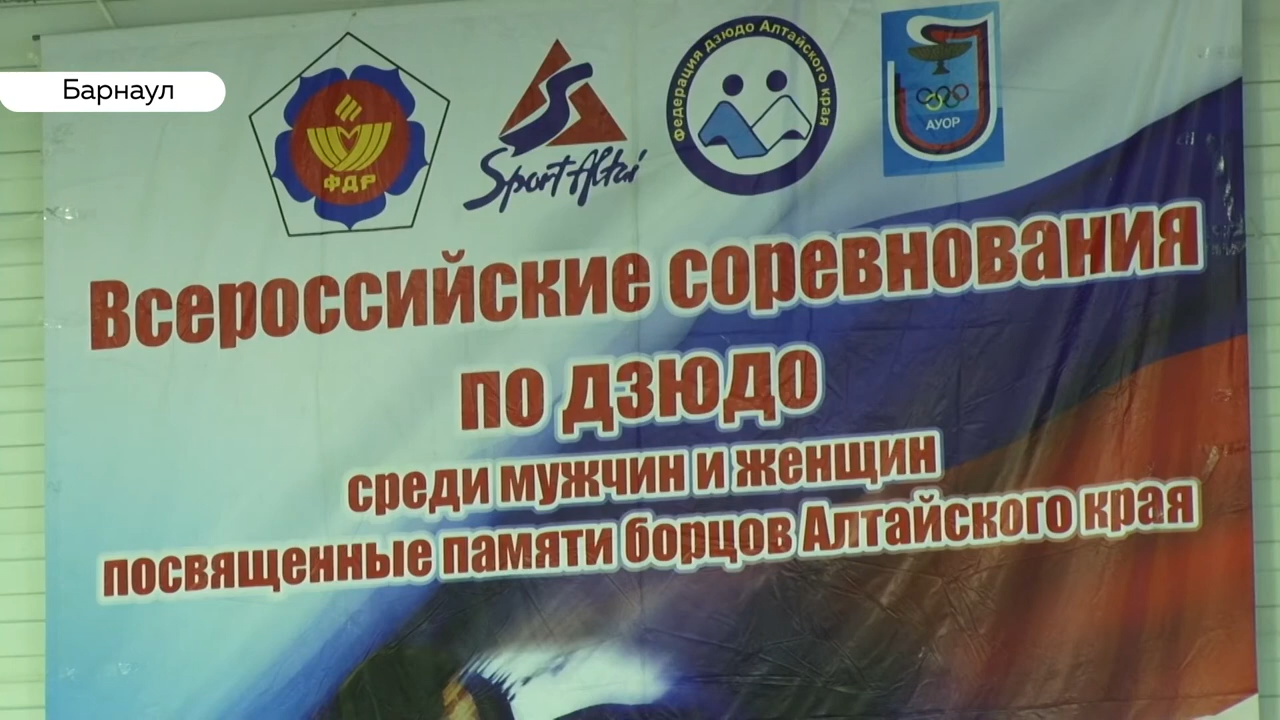 Барнаул
ФДР
Sport Altai
Федерация дзюдо Алтайского края
АУОР
Всероссийские соревнования
по дзюдо
среди мужчин и женщин
посвященные памяти борцов Алтайского края